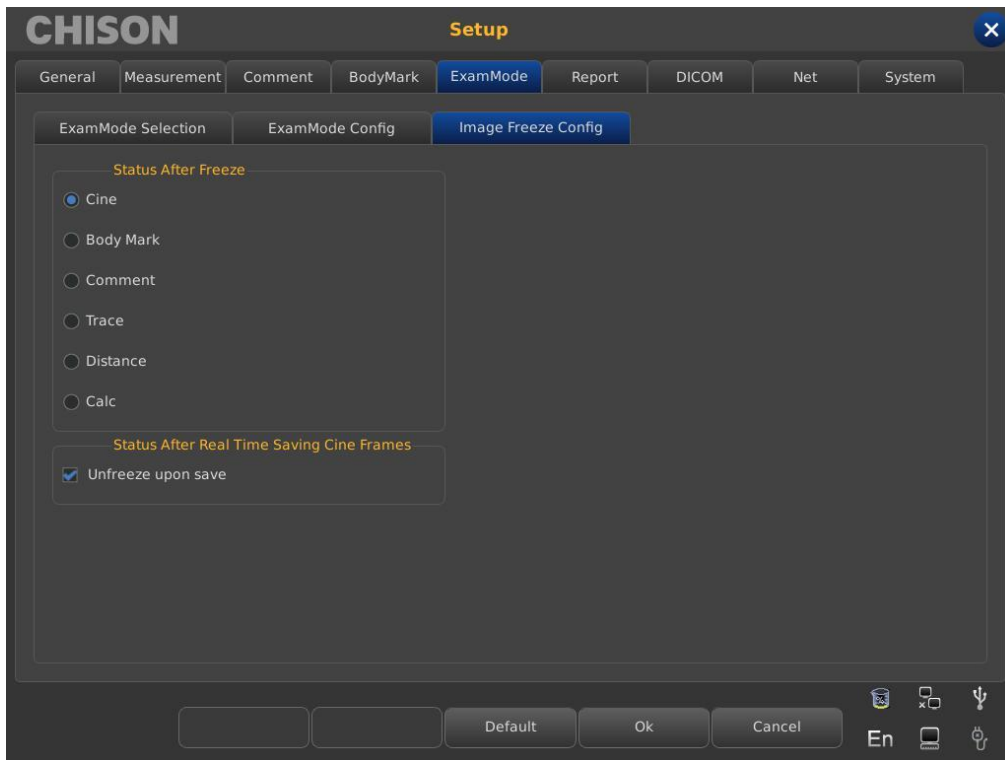 CHISON
Setup
General Measurement Comment BodyMark ExamMode Report DICOM Net System
ExamMode Selection ExamMode Config Image Freeze Config
Status After Freeze
Cine
Body Mark
Comment
Trace
Distance
Calc
Status After Real Time Saving Cine Frames
Unfreeze upon save
Default Ok Cancel
En